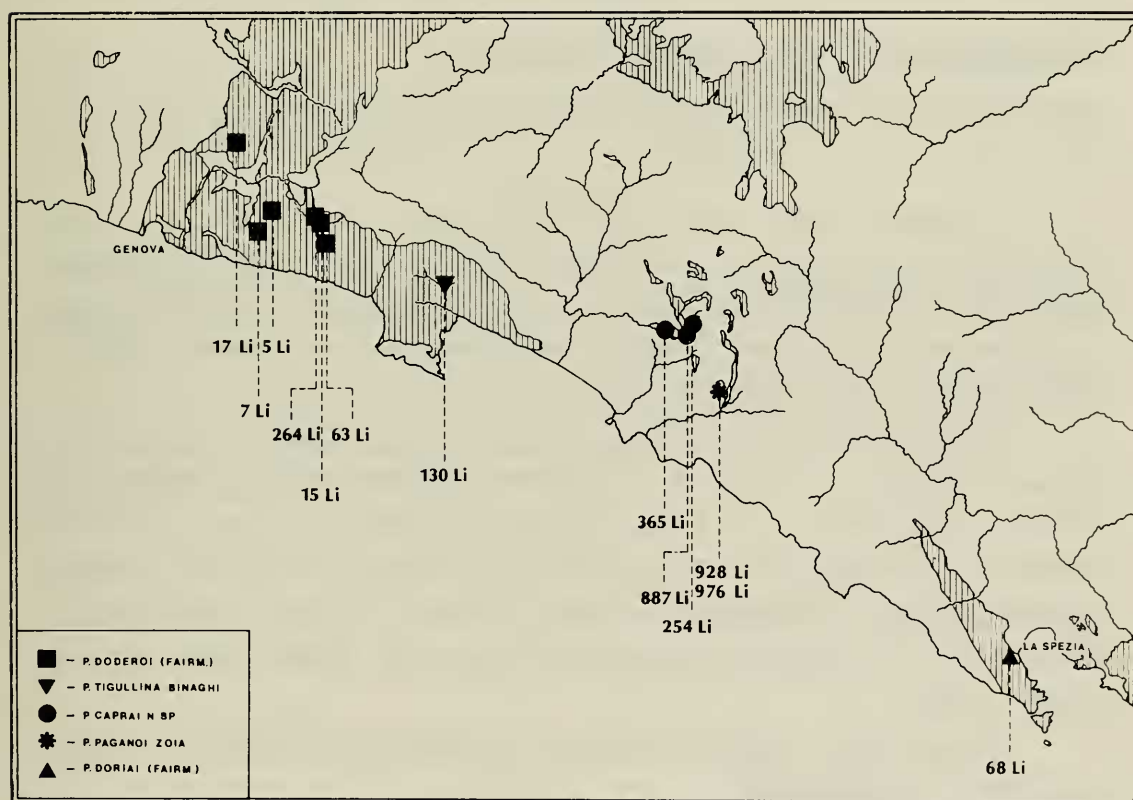 GENOVA
17 Li
5 Li
7 Li
264 Li
63 Li
15 Li
130 Li
365 Li
887 Li
928 Li
976 Li
254 Li
LA SPEZIA
68 Li
– P. DODEROI (FAIRM.)
– P. TIGULLINA BINAGHI
– P CAPRAI N SP
– P. PAGANOI ZOIA
– P. DORIAI (FAIRM.)